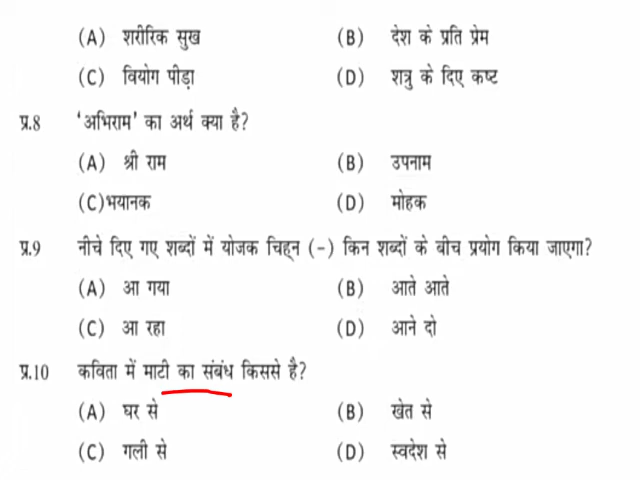 (A) शरीरिक सुख (B) देश के प्रति प्रेम
(C) वियोग पीड़ा (D) शत्रु के दिए कष्ट
प्र.8 'अभिराम' का अर्थ क्या है?
(A) श्री राम (B) उपनाम
(C)भयानक (D) मोहक
प्र.9 नीचे दिए गए शब्दों में योजक चिह्न (-) किन शब्दों के बीच प्रयोग किया जाएगा?
(A) आ गया (B) आते आते
(C) आ रहा (D) आने दो
प्र.10 कविता में माटी का संबंध किससे है?
(A) घर से (B) खेत से
(C) गली से (D) स्वदेश से